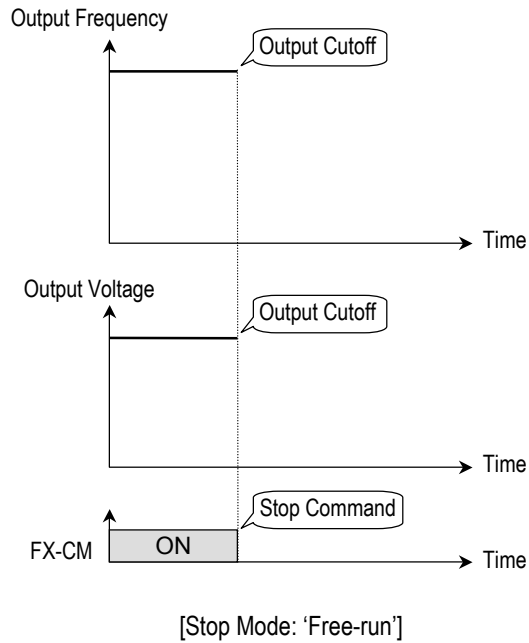 Output Frequency
Output Cutoff
Time
Output Voltage
Output Cutoff
Time
Stop Command
FX-CM
ON
Time
[Stop Mode: ‘Free-run’]